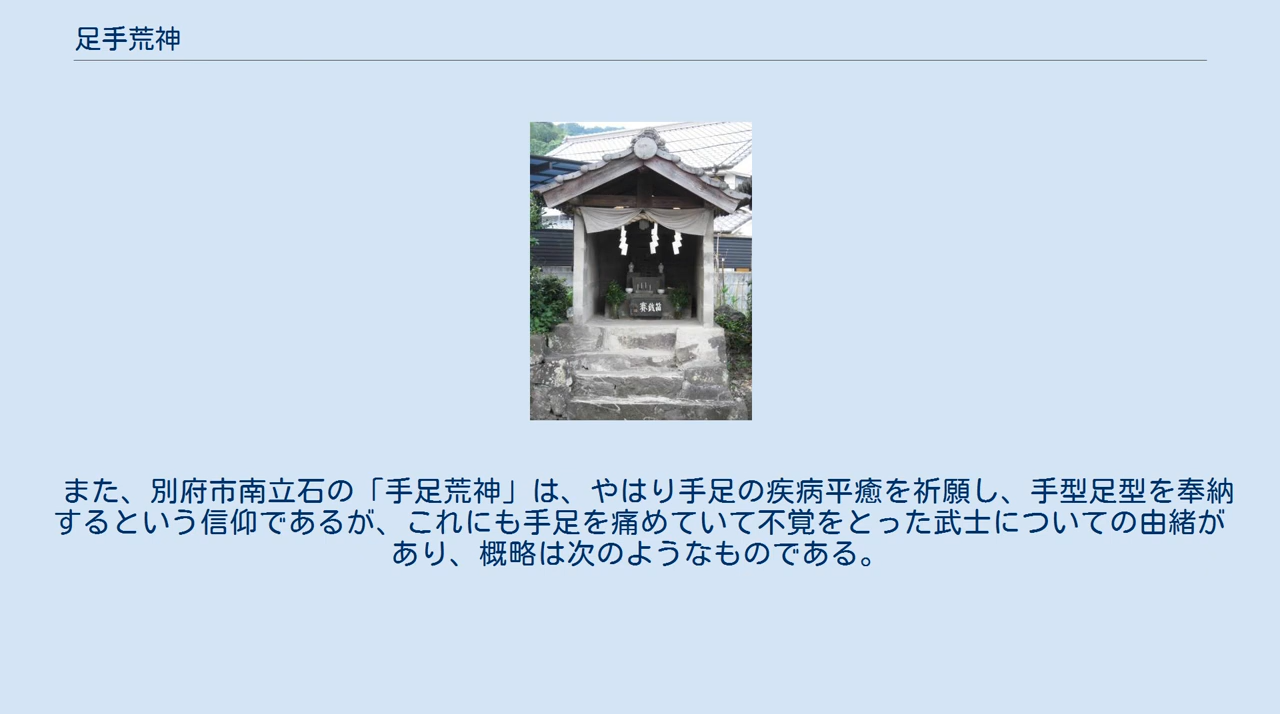 足手荒神
賽銭箱
また、別府市南立石の「手足荒神」は、やはり手足の疾病平癒を祈願し、手型足型を奉納
するという信仰であるが、これにも手足を痛めていて不覚をとった武士についての由緒が
あり、概略は次のようなものである。